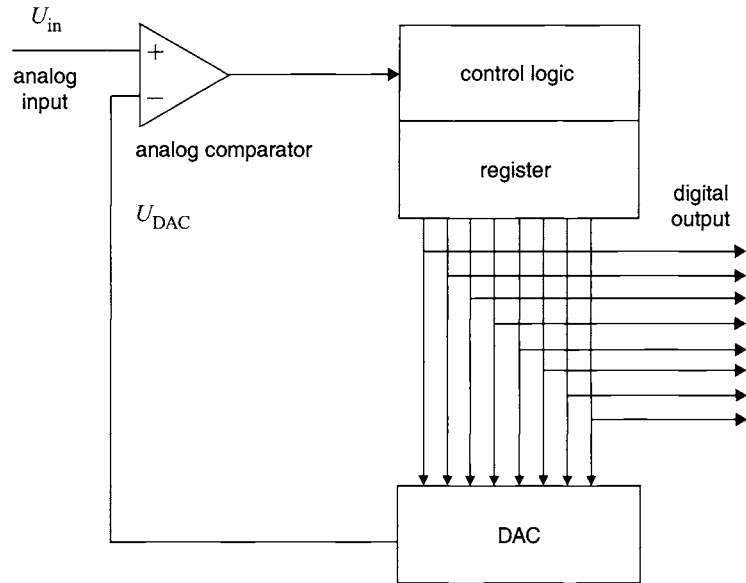 U_in
+
analog
input
−
analog comparator
U_DAC
control logic
register
digital
output
DAC